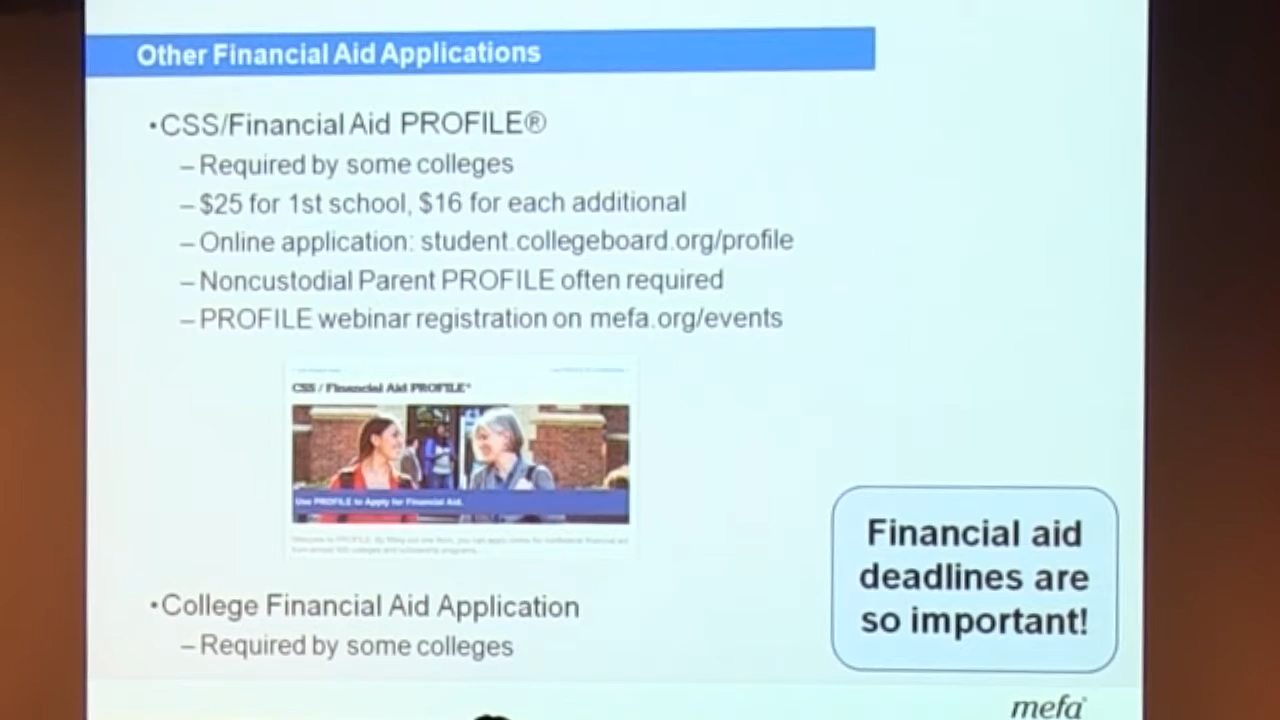 Other Financial Aid Applications
•CSS/Financial Aid PROFILE®
– Required by some colleges
– $25 for 1st school, $16 for each additional
– Online application: student.collegeboard.org/profile
– Noncustodial Parent PROFILE often required
– PROFILE webinar registration on mefa.org/events
CSS / Financial Aid PROFILE®
Use PROFILE to Apply for Financial Aid.
•College Financial Aid Application
– Required by some colleges
Financial aid
deadlines are
so important!
mefa